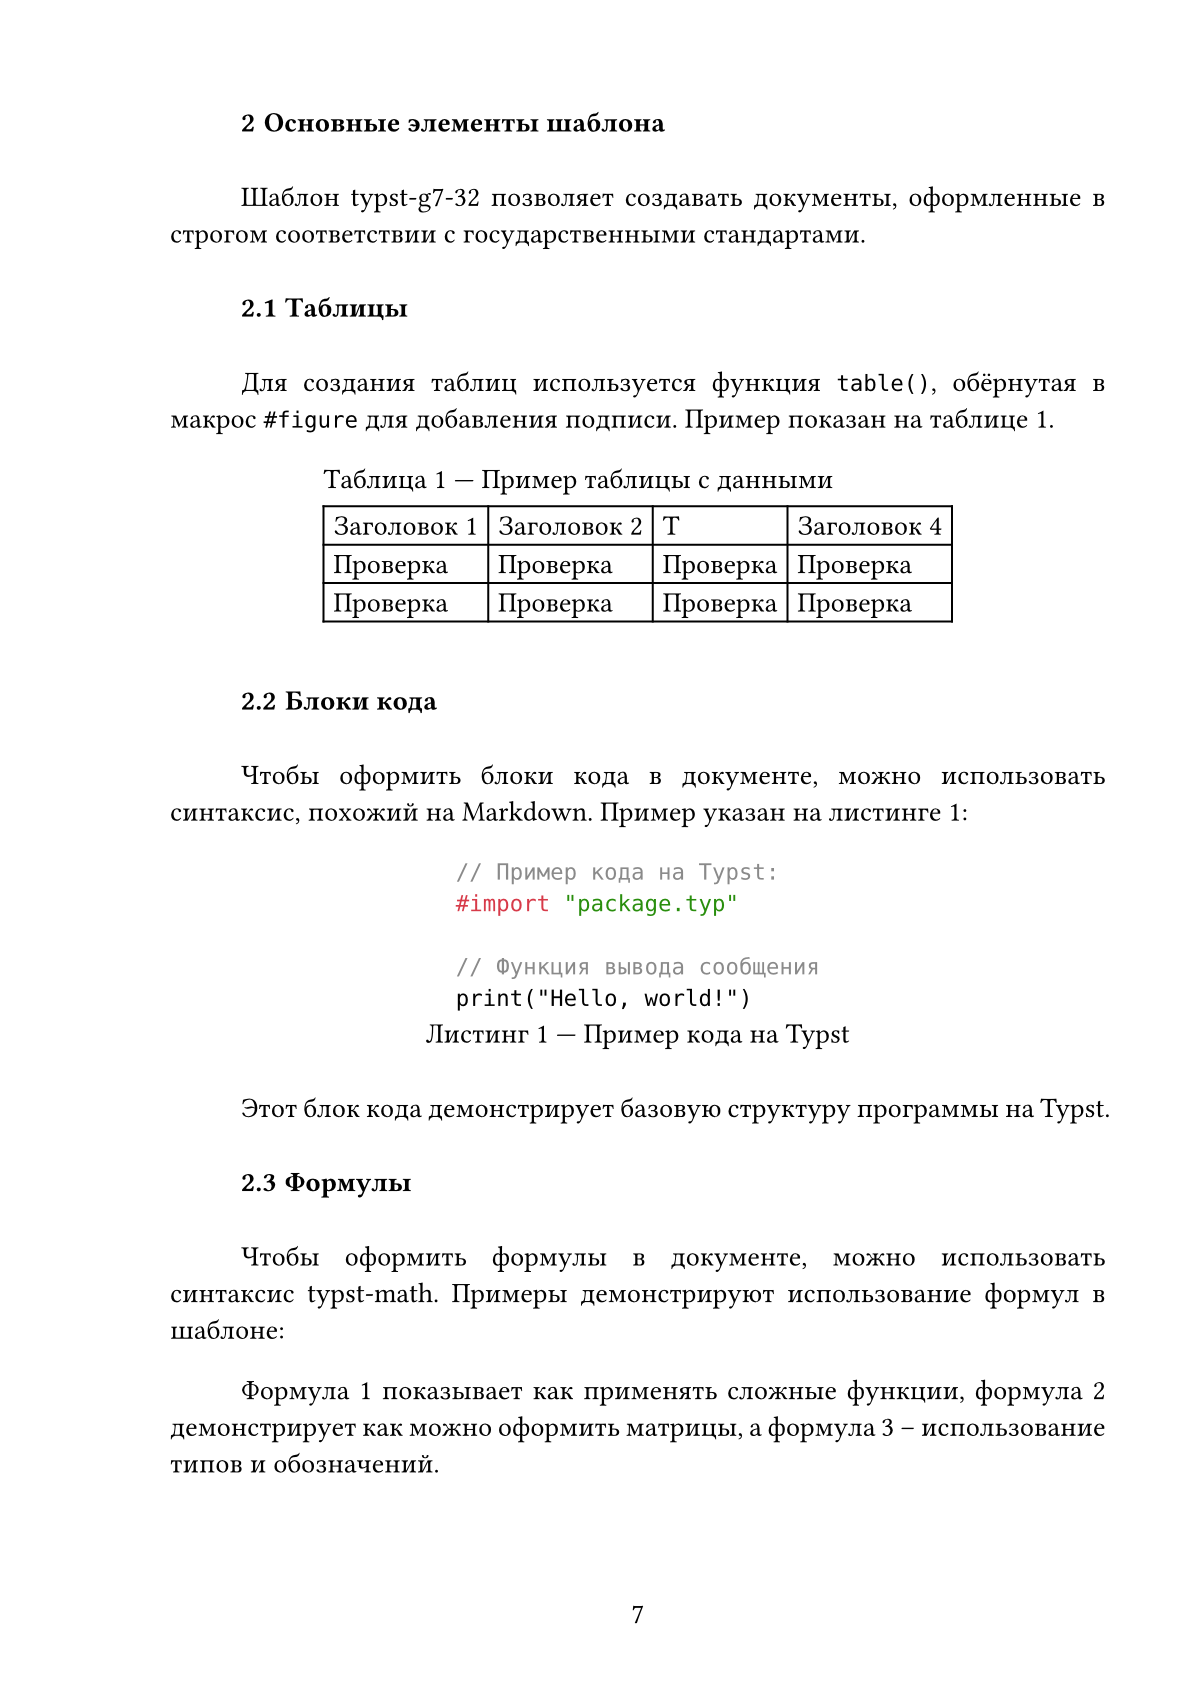 2 Основные элементы шаблона
Шаблон typst-g7-32 позволяет создавать документы, оформленные в
строгом соответствии с государственными стандартами.
2.1 Таблицы
Для создания таблиц используется функция table(), обёрнутая в
макрос #figure для добавления подписи. Пример показан на таблице 1.
Таблица 1 — Пример таблицы с данными
Заголовок 1 Заголовок 2 Т Заголовок 4
Проверка Проверка Проверка Проверка
Проверка Проверка Проверка Проверка
2.2 Блоки кода
Чтобы оформить блоки кода в документе, можно использовать
синтаксис, похожий на Markdown. Пример указан на листинге 1:
// Пример кода на Typst:
#import "package.typ"
// Функция вывода сообщения
print("Hello, world!")
Листинг 1 — Пример кода на Typst
Этот блок кода демонстрирует базовую структуру программы на Typst.
2.3 Формулы
Чтобы оформить формулы в документе, можно использовать
синтаксис typst-math. Примеры демонстрируют использование формул в
шаблоне:
Формула 1 показывает как применять сложные функции, формула 2
демонстрирует как можно оформить матрицы, а формула 3 – использование
типов и обозначений.
7